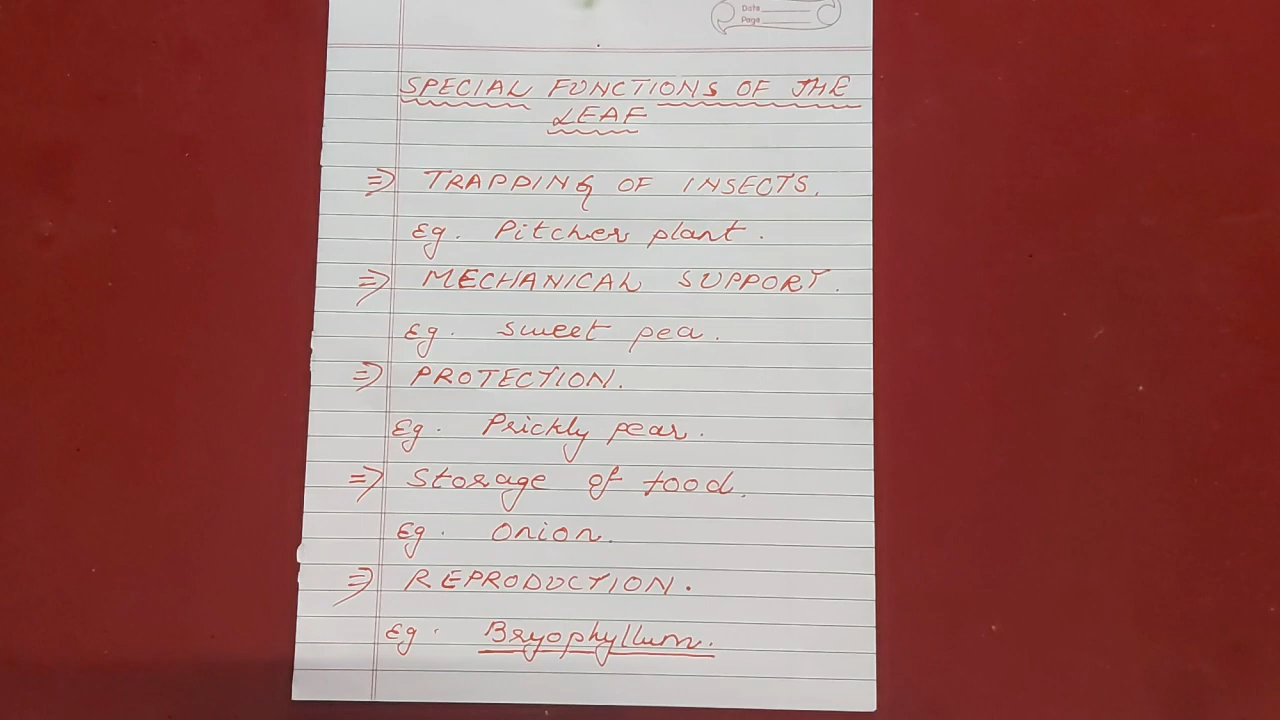 Date
Page
SPECIAL FUNCTIONS OF THE
LEAF
⇒ TRAPPING OF INSECTS.
Eg. Pitcher plant.
⇒ MECHANICAL SUPPORT.
Eg. Sweet pea.
⇒ PROTECTION.
Eg. Prickly pear.
⇒ Storage of food.
Eg. Onion.
⇒ REPRODUCTION.
Eg. Bryophyllum.